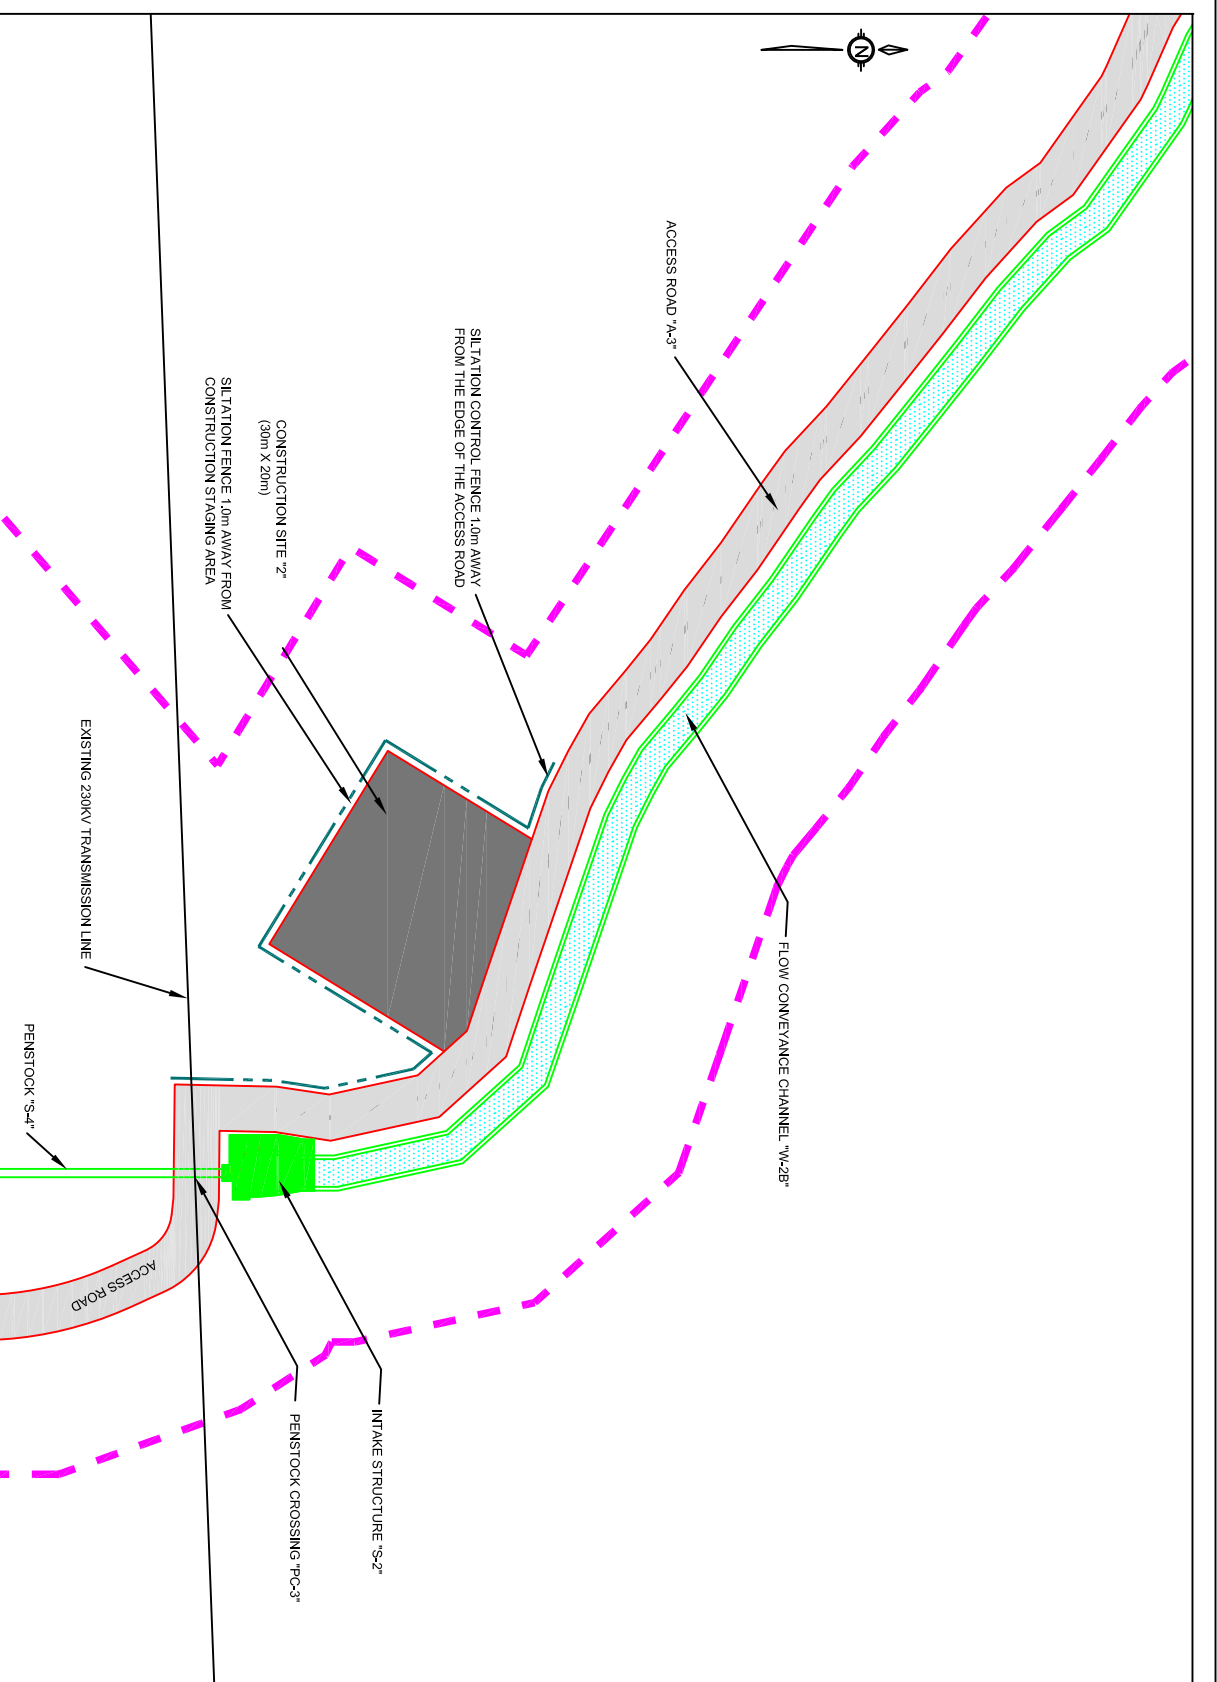 N
ACCESS ROAD "A-3"
SILTATION CONTROL FENCE 1.0m AWAY
FROM THE EDGE OF THE ACCESS ROAD
CONSTRUCTION SITE "2"
(30m X 20m)
SILTATION FENCE 1.0m AWAY FROM
CONSTRUCTION STAGING AREA
EXISTING 230KV TRANSMISSION LINE
FLOW CONVEYANCE CHANNEL "W-2B"
PENSTOCK "S-4"
ACCESS ROAD
INTAKE STRUCTURE "S-2"
PENSTOCK CROSSING "PC-3"